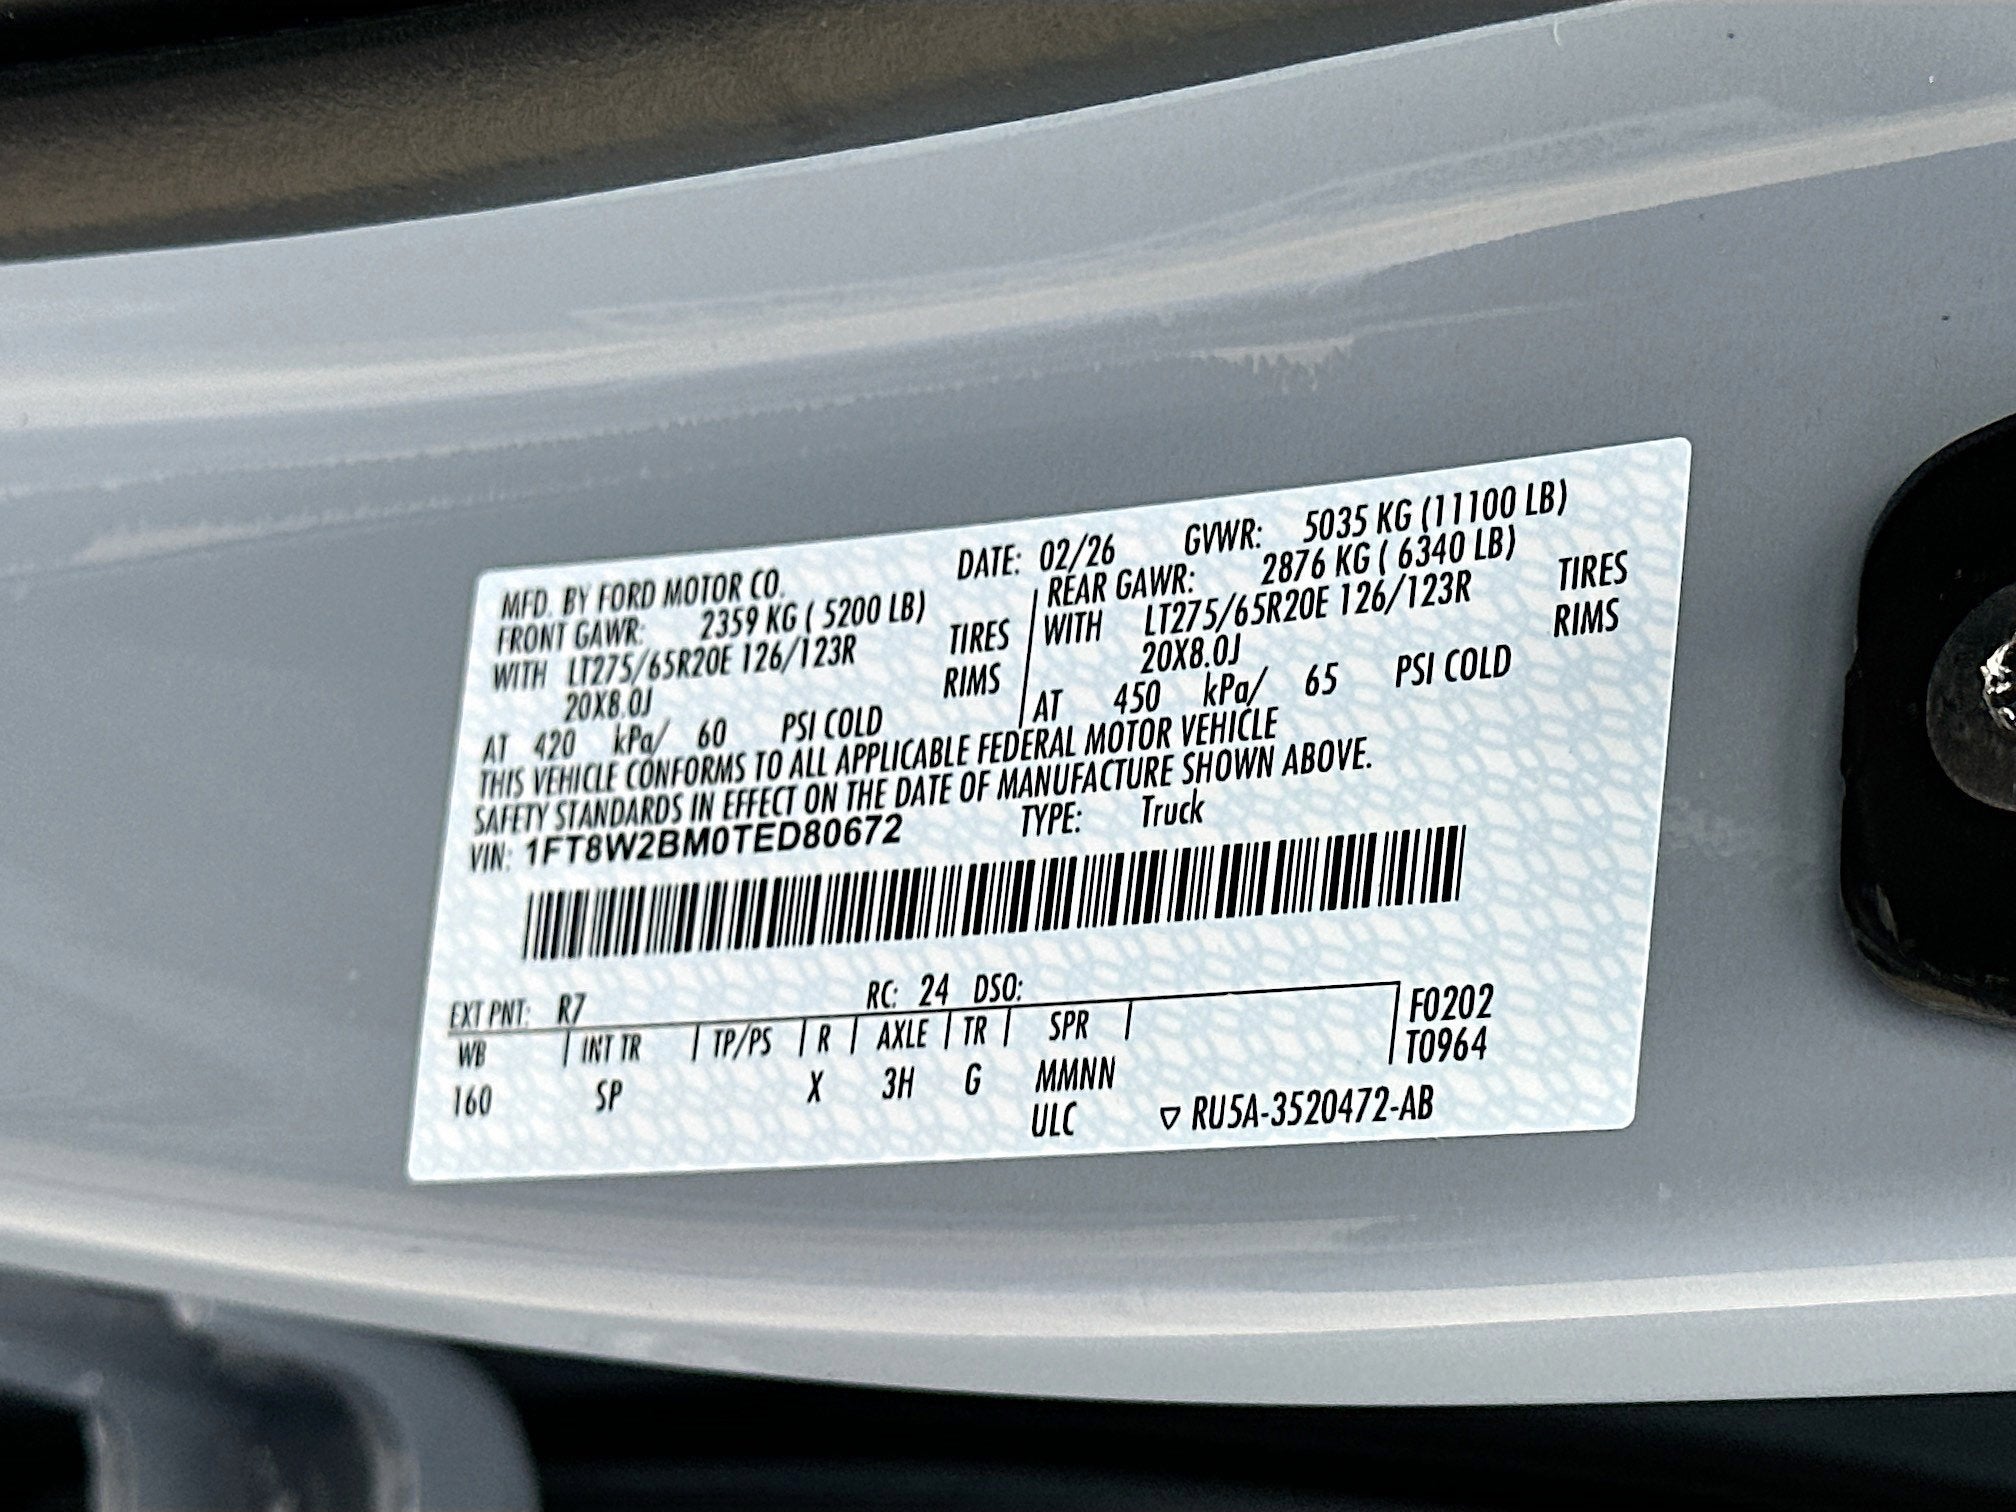 MFD. BY FORD MOTOR CO. DATE: 02/26 GVWR: 5035 KG (11100 LB)
FRONT GAWR: 2359 KG ( 5200 LB)
WITH LT275/65R20E 126/123R TIRES
20X8.0J RIMS
AT 420 kPa/ 60 PSI COLD
REAR GAWR: 2876 KG ( 6340 LB)
WITH LT275/65R20E 126/123R TIRES
20X8.0J RIMS
AT 450 kPa/ 65 PSI COLD
THIS VEHICLE CONFORMS TO ALL APPLICABLE FEDERAL MOTOR VEHICLE
SAFETY STANDARDS IN EFFECT ON THE DATE OF MANUFACTURE SHOWN ABOVE.
VIN: 1FT8W2BM0TED80672 TYPE: Truck
EXT PNT: R7 RC: 24 DSO:
WB INT TR TP/PS R AXLE TR SPR
160 SP X 3H G MMNN
ULC
F0202
T0964
▽ RU5A-3520472-AB